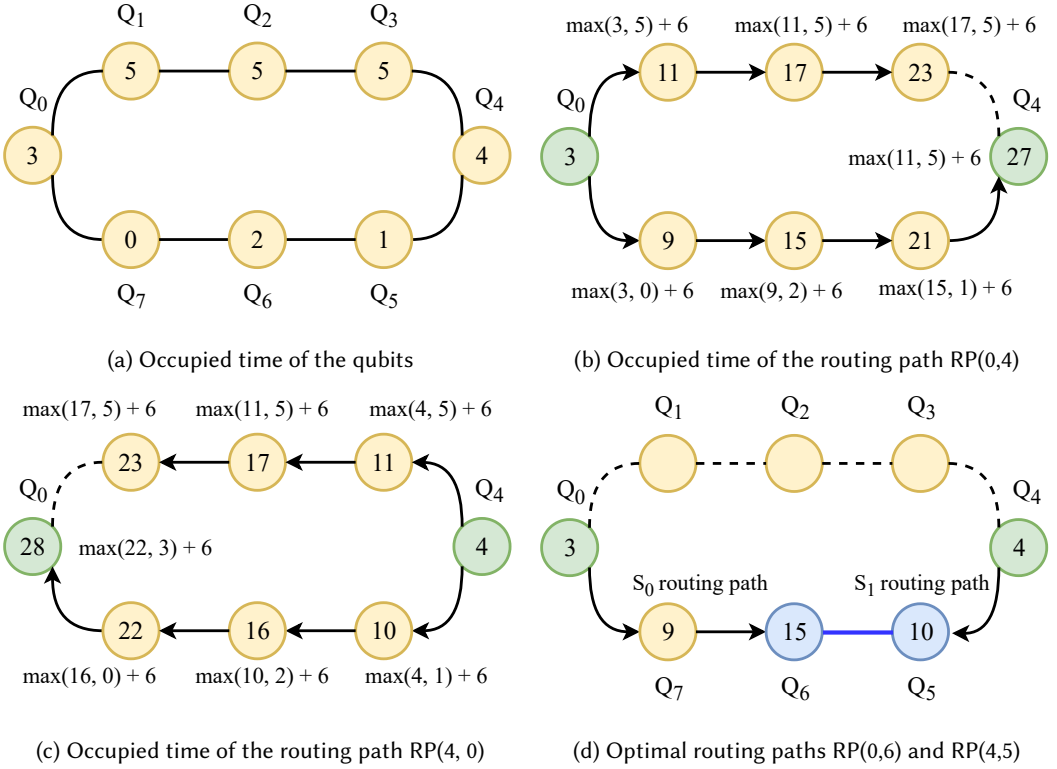 Q1 Q2 Q3
5 5 5
Q0 Q4
3 4
0 2 1
Q7 Q6 Q5
(a) Occupied time of the qubits
max(3, 5) + 6 max(11, 5) + 6 max(17, 5) + 6
11 17 23
Q0 Q4
3 max(11, 5) + 6 27
9 15 21
max(3, 0) + 6 max(9, 2) + 6 max(15, 1) + 6
(b) Occupied time of the routing path RP(0,4)
max(17, 5) + 6 max(11, 5) + 6 max(4, 5) + 6
23 17 11
Q0 Q4
28 max(22, 3) + 6 4
22 16 10
max(16, 0) + 6 max(10, 2) + 6 max(4, 1) + 6
(c) Occupied time of the routing path RP(4, 0)
Q1 Q2 Q3
Q0 Q4
3 4
S0 routing path S1 routing path
9 15 10
Q7 Q6 Q5
(d) Optimal routing paths RP(0,6) and RP(4,5)